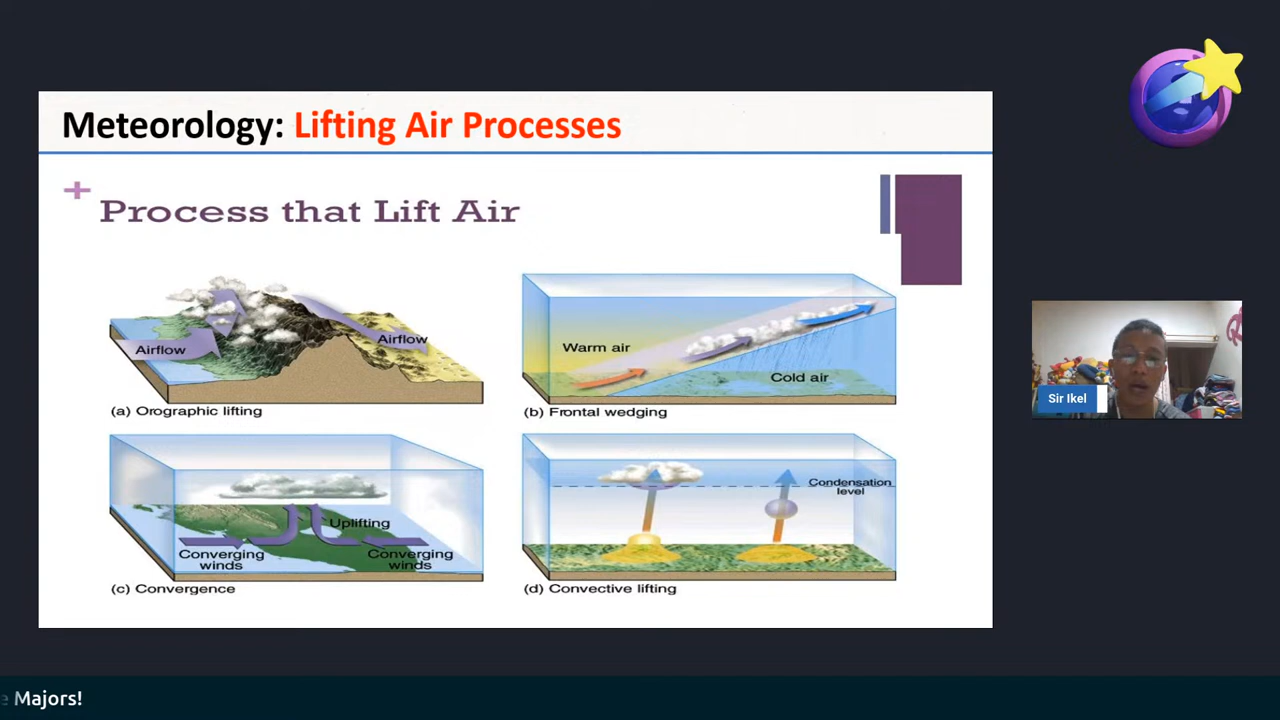 Meteorology: Lifting Air Processes
+
Process that Lift Air
Airflow
Airflow
(a) Orographic lifting
Warm air
Cold air
(b) Frontal wedging
Uplifting
Converging
winds
Converging
winds
(c) Convergence
Condensation
level
(d) Convective lifting
Sir Ikel
e Majors!